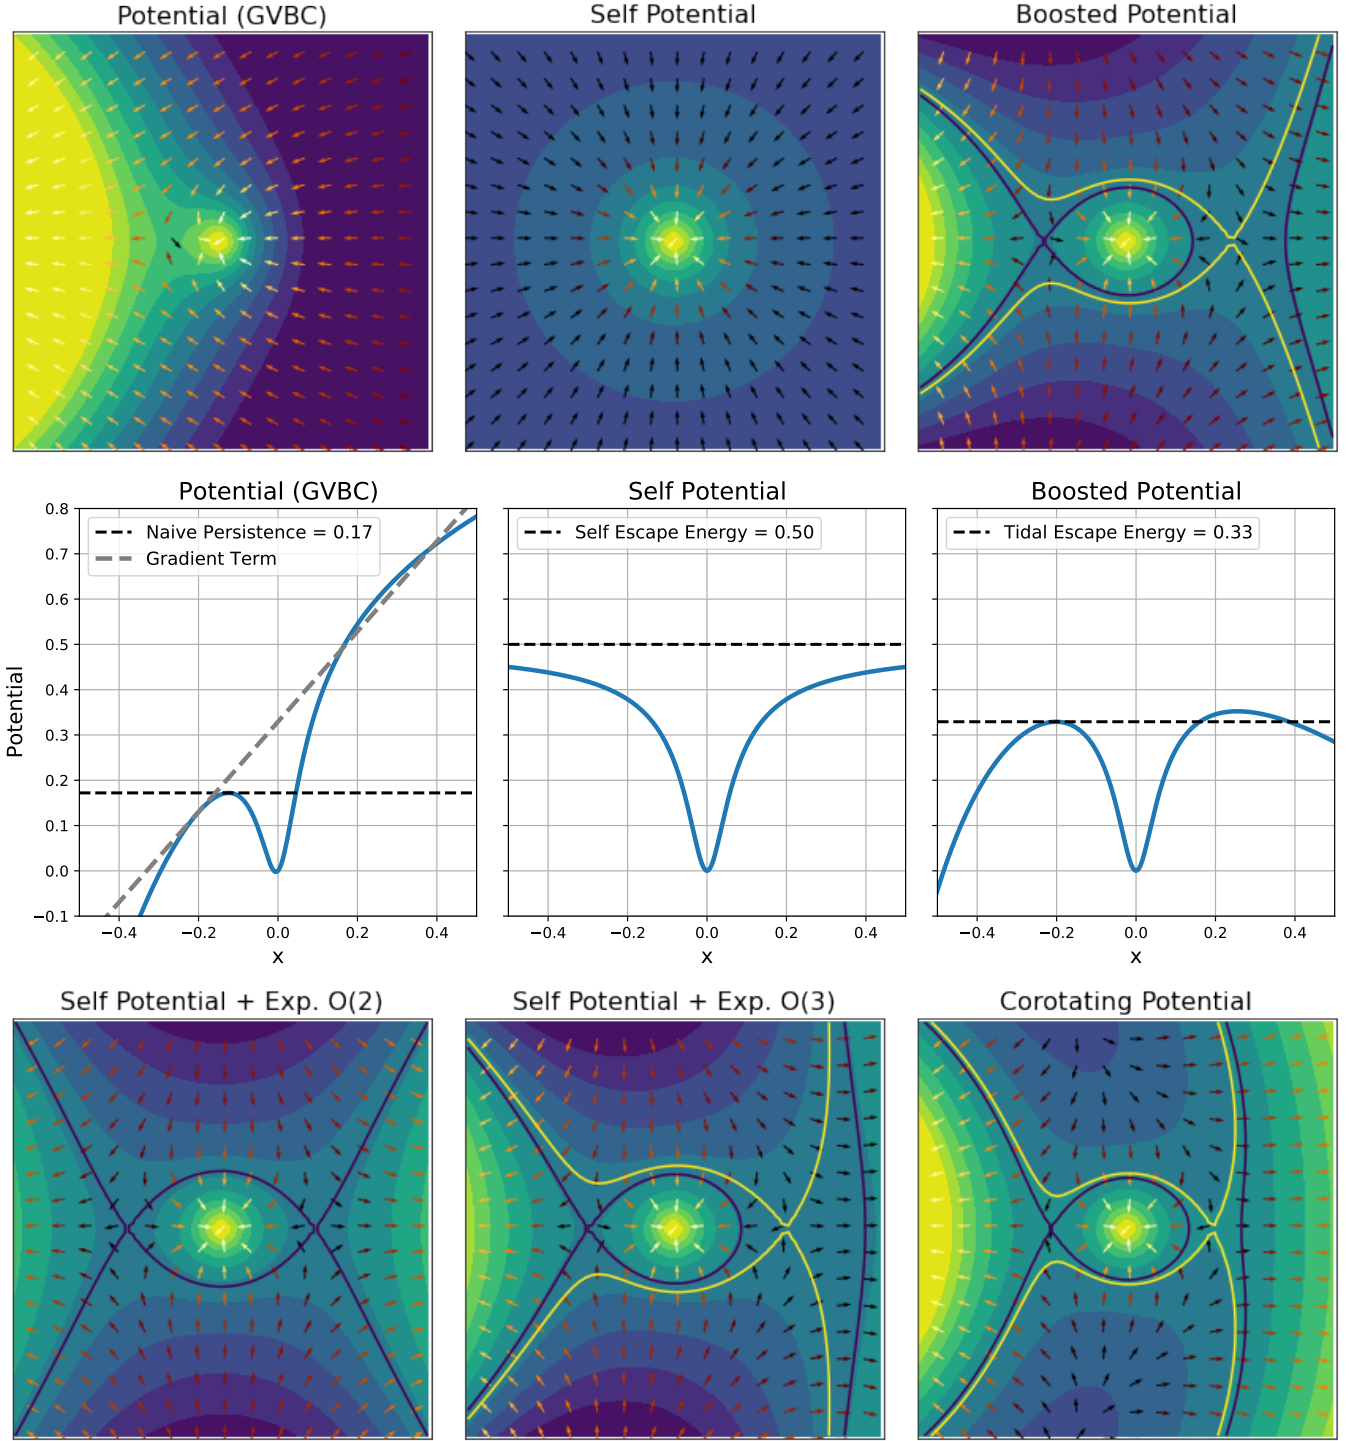 Potential (GVBC)
Self Potential
Boosted Potential
Potential (GVBC)
Self Potential
Boosted Potential
Naive Persistence = 0.17
Gradient Term
Self Escape Energy = 0.50
Tidal Escape Energy = 0.33
0.8
0.7
0.6
0.5
0.4
0.3
0.2
0.1
0.0
−0.1
Potential
−0.4 −0.2 0.0 0.2 0.4
−0.4 −0.2 0.0 0.2 0.4
−0.4 −0.2 0.0 0.2 0.4
x
x
x
Self Potential + Exp. O(2)
Self Potential + Exp. O(3)
Corotating Potential